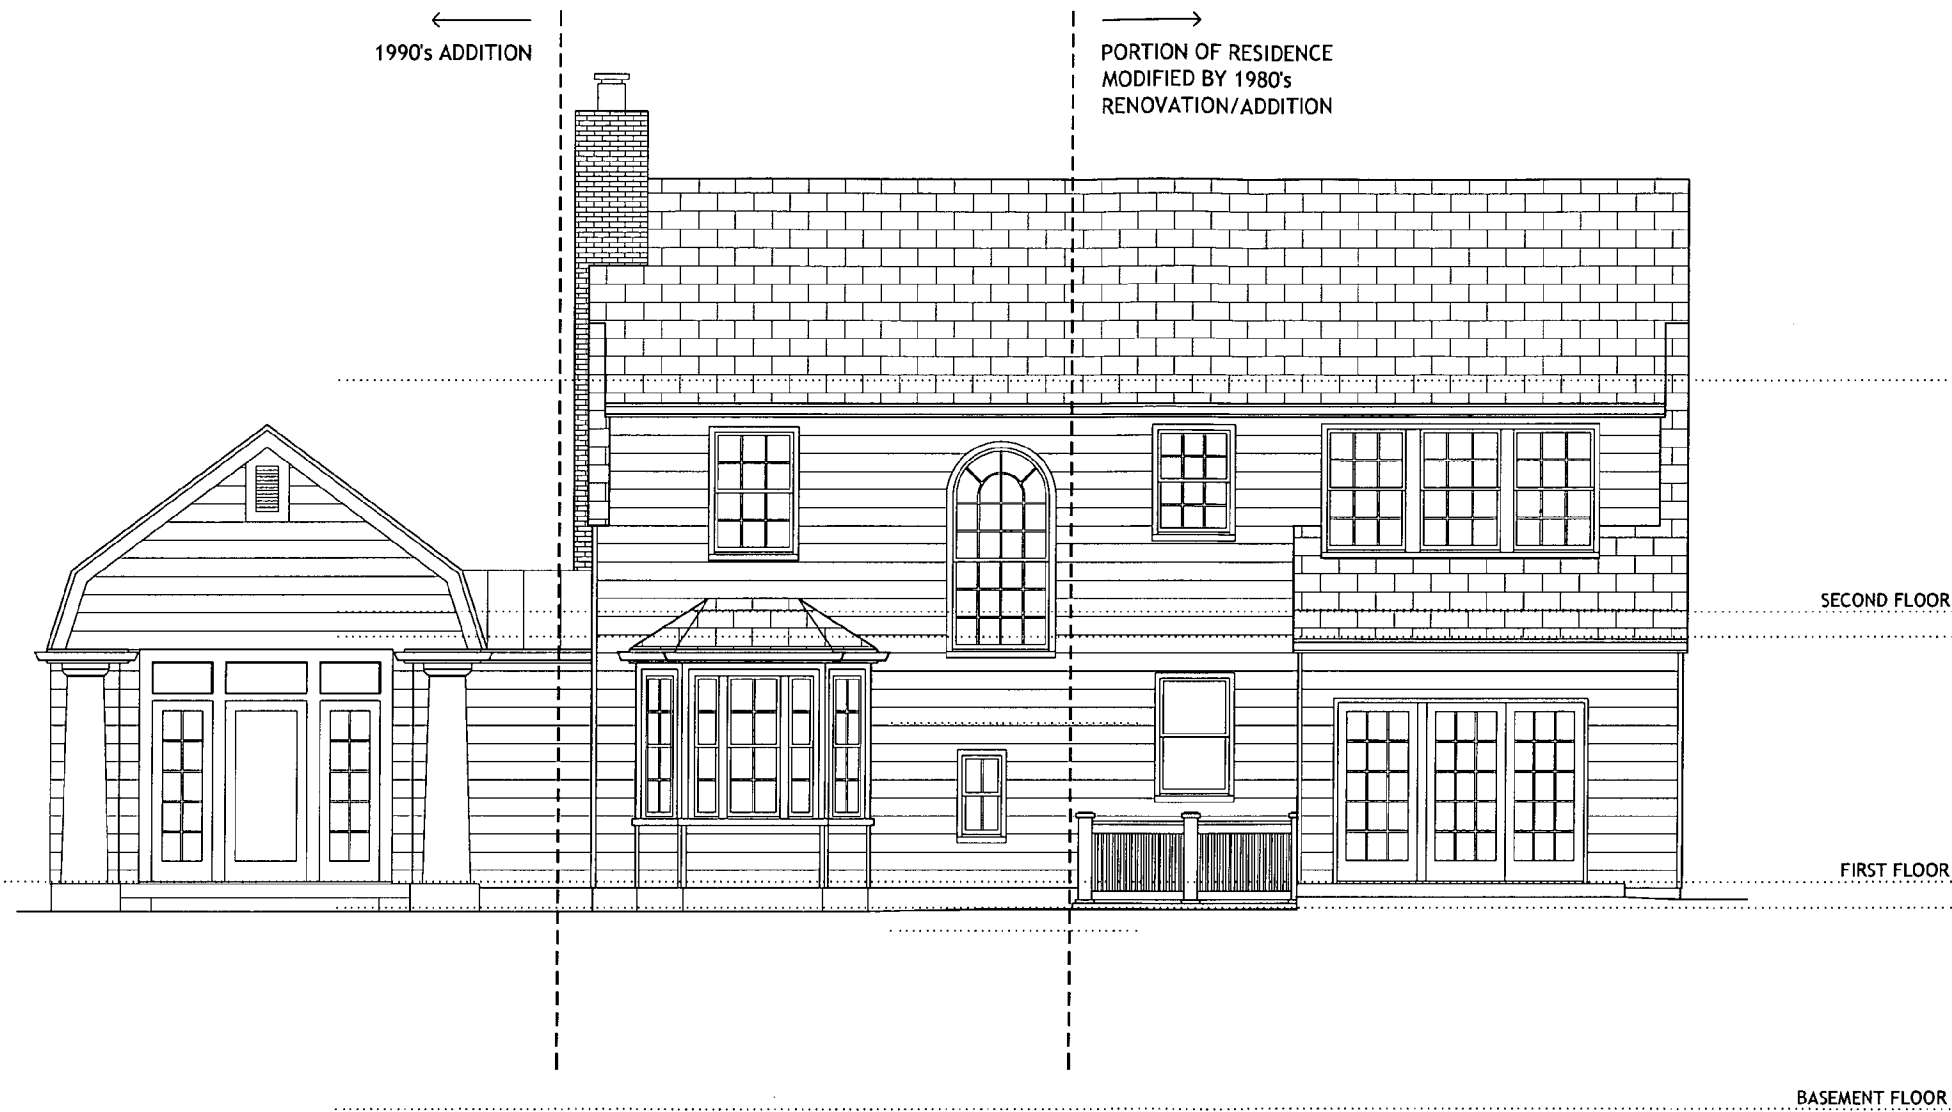 1990's ADDITION
PORTION OF RESIDENCE
MODIFIED BY 1980's
RENOVATION/ADDITION
SECOND FLOOR
FIRST FLOOR
BASEMENT FLOOR